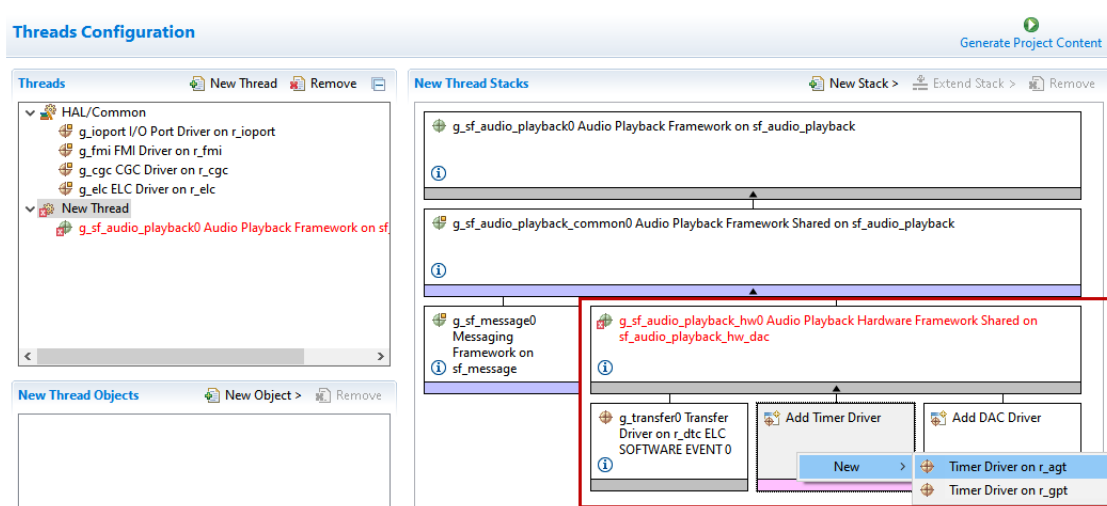 Threads Configuration
Generate Project Content
Threads
New Thread
Remove
HAL/Common
g_ioport I/O Port Driver on r_ioport
g_fmi FMI Driver on r_fmi
g_cgc CGC Driver on r_cgc
g_elc ELC Driver on r_elc
New Thread
g_sf_audio_playback0 Audio Playback Framework on sf
New Thread Objects
New Object >
Remove
New Thread Stacks
New Stack >
Extend Stack >
Remove
g_sf_audio_playback0 Audio Playback Framework on sf_audio_playback
g_sf_audio_playback_common0 Audio Playback Framework Shared on sf_audio_playback
g_sf_message0
Messaging
Framework on
sf_message
g_sf_audio_playback_hw0 Audio Playback Hardware Framework Shared on
sf_audio_playback_hw_dac
g_transfer0 Transfer
Driver on r_dtc ELC
SOFTWARE EVENT 0
Add Timer Driver
Add DAC Driver
New >
Timer Driver on r_agt
Timer Driver on r_gpt